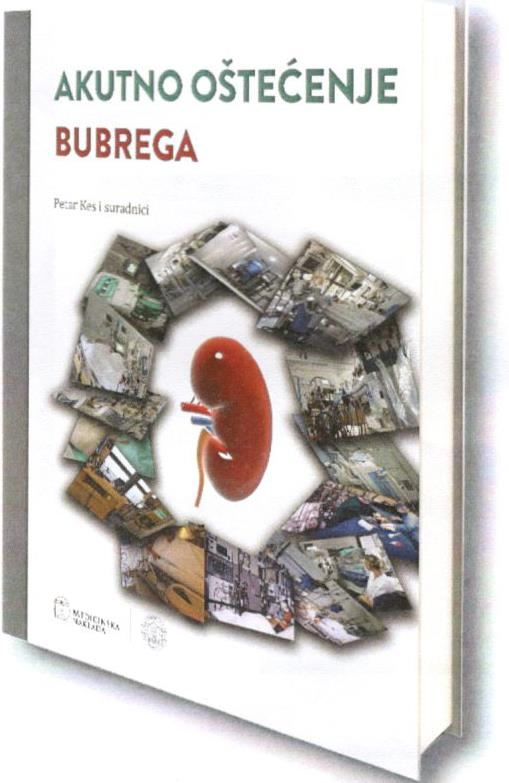 AKUTNO OŠTEĆENJE
BUBREGA
Petar Kes i suradnici
MEDICINSKA
NAKLADA